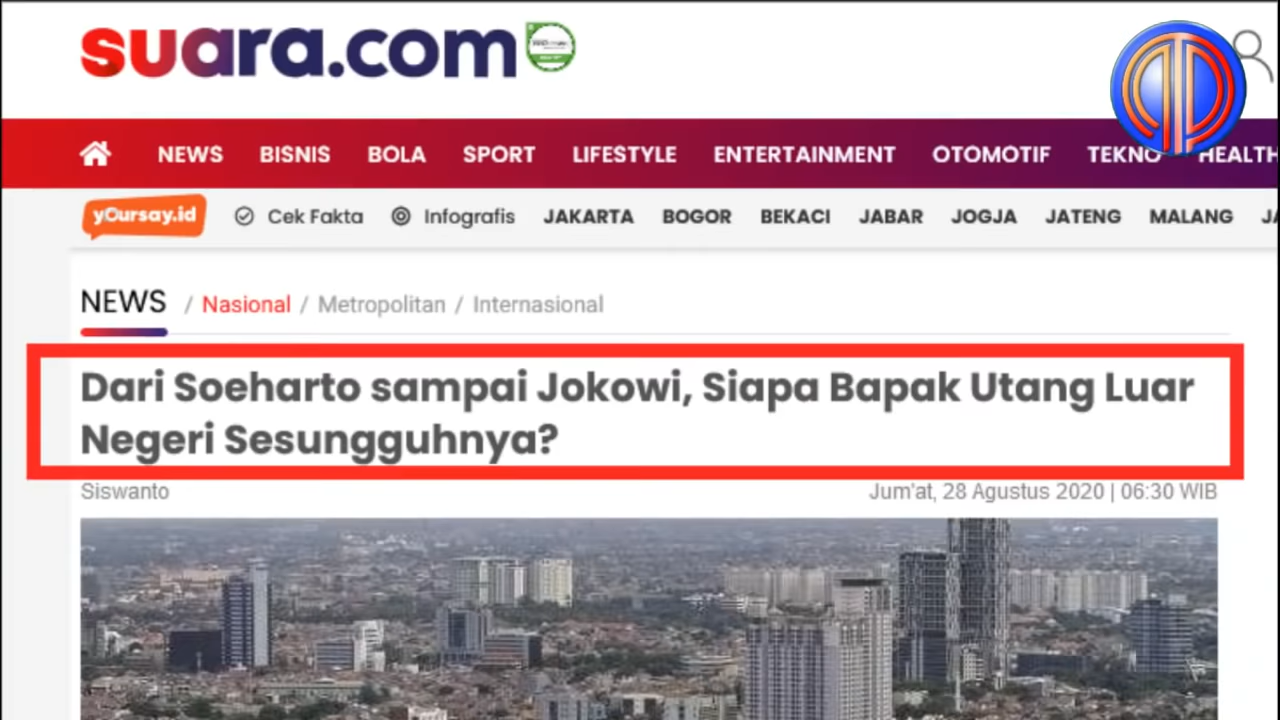 suara.com
NEWS BISNIS BOLA SPORT LIFESTYLE ENTERTAINMENT OTOMOTIF TEKNO HEALTH
yOursay.id Cek Fakta Infografis JAKARTA BOGOR BEKACI JABAR JOGJA JATENG MALANG
NEWS / Nasional / Metropolitan / Internasional
Dari Soeharto sampai Jokowi, Siapa Bapak Utang Luar
Negeri Sesungguhnya?
Siswanto Jum'at, 28 Agustus 2020 | 06:30 WIB